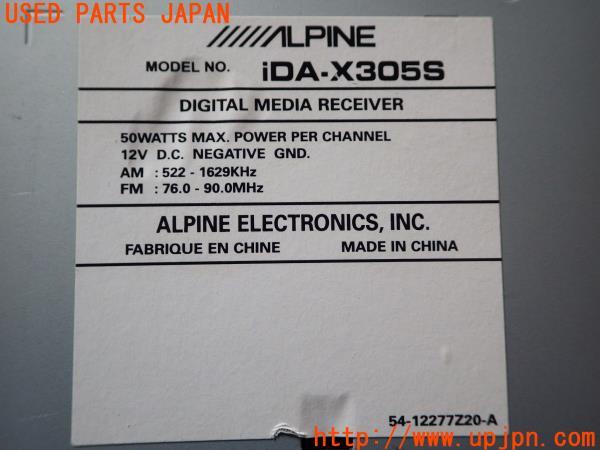 USED PARTS JAPAN
ALPINE
MODEL NO. iDA-X305S
DIGITAL MEDIA RECEIVER
50WATTS MAX. POWER PER CHANNEL
12V D.C. NEGATIVE GND.
AM : 522 - 1629KHz
FM : 76.0 - 90.0MHz
ALPINE ELECTRONICS, INC.
FABRIQUE EN CHINE MADE IN CHINA
54-12277Z20-A
http://www.upjpn.com